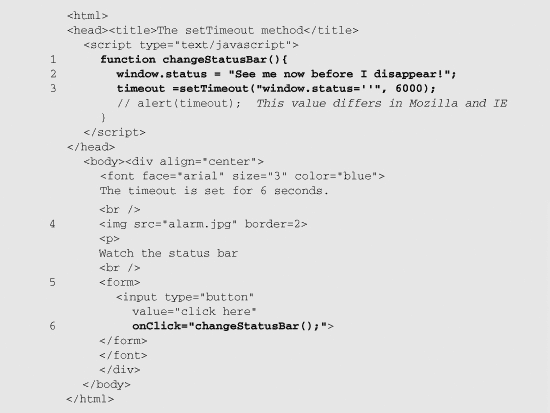 <html>
<head><title>The setTimeout method</title>
<script type="text/javascript">
1 function changeStatusBar(){
2 window.status = "See me now before I disappear!";
3 timeout =setTimeout("window.status=''", 6000);
// alert(timeout); This value differs in Mozilla and IE
}
</script>
</head>
<body><div align="center">
<font face="arial" size="3" color="blue">
The timeout is set for 6 seconds.
<br />
4 <img src="alarm.jpg" border=2>
<p>
Watch the status bar
<br />
5 <form>
<input type="button"
value="click here"
6 onClick="changeStatusBar();">
</form>
</font>
</div>
</body>
</html>